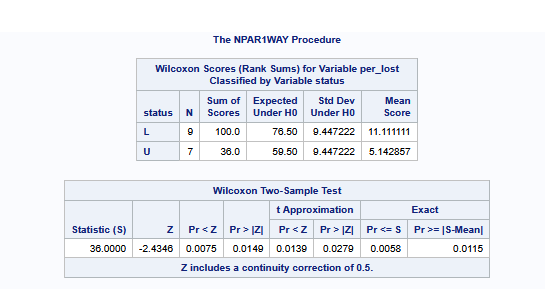 The NPAR1WAY Procedure
Wilcoxon Scores (Rank Sums) for Variable per_lost
Classified by Variable status
status N Sum of Scores Expected Under H0 Std Dev Under H0 Mean Score
L 9 100.0 76.50 9.447222 11.111111
U 7 36.0 59.50 9.447222 5.142857
Wilcoxon Two-Sample Test
t Approximation Exact
Statistic (S) Z Pr < Z Pr > |Z| Pr < Z Pr > |Z| Pr <= S Pr >= |S-Mean|
36.0000 -2.4346 0.0075 0.0149 0.0139 0.0279 0.0058 0.0115
Z includes a continuity correction of 0.5.